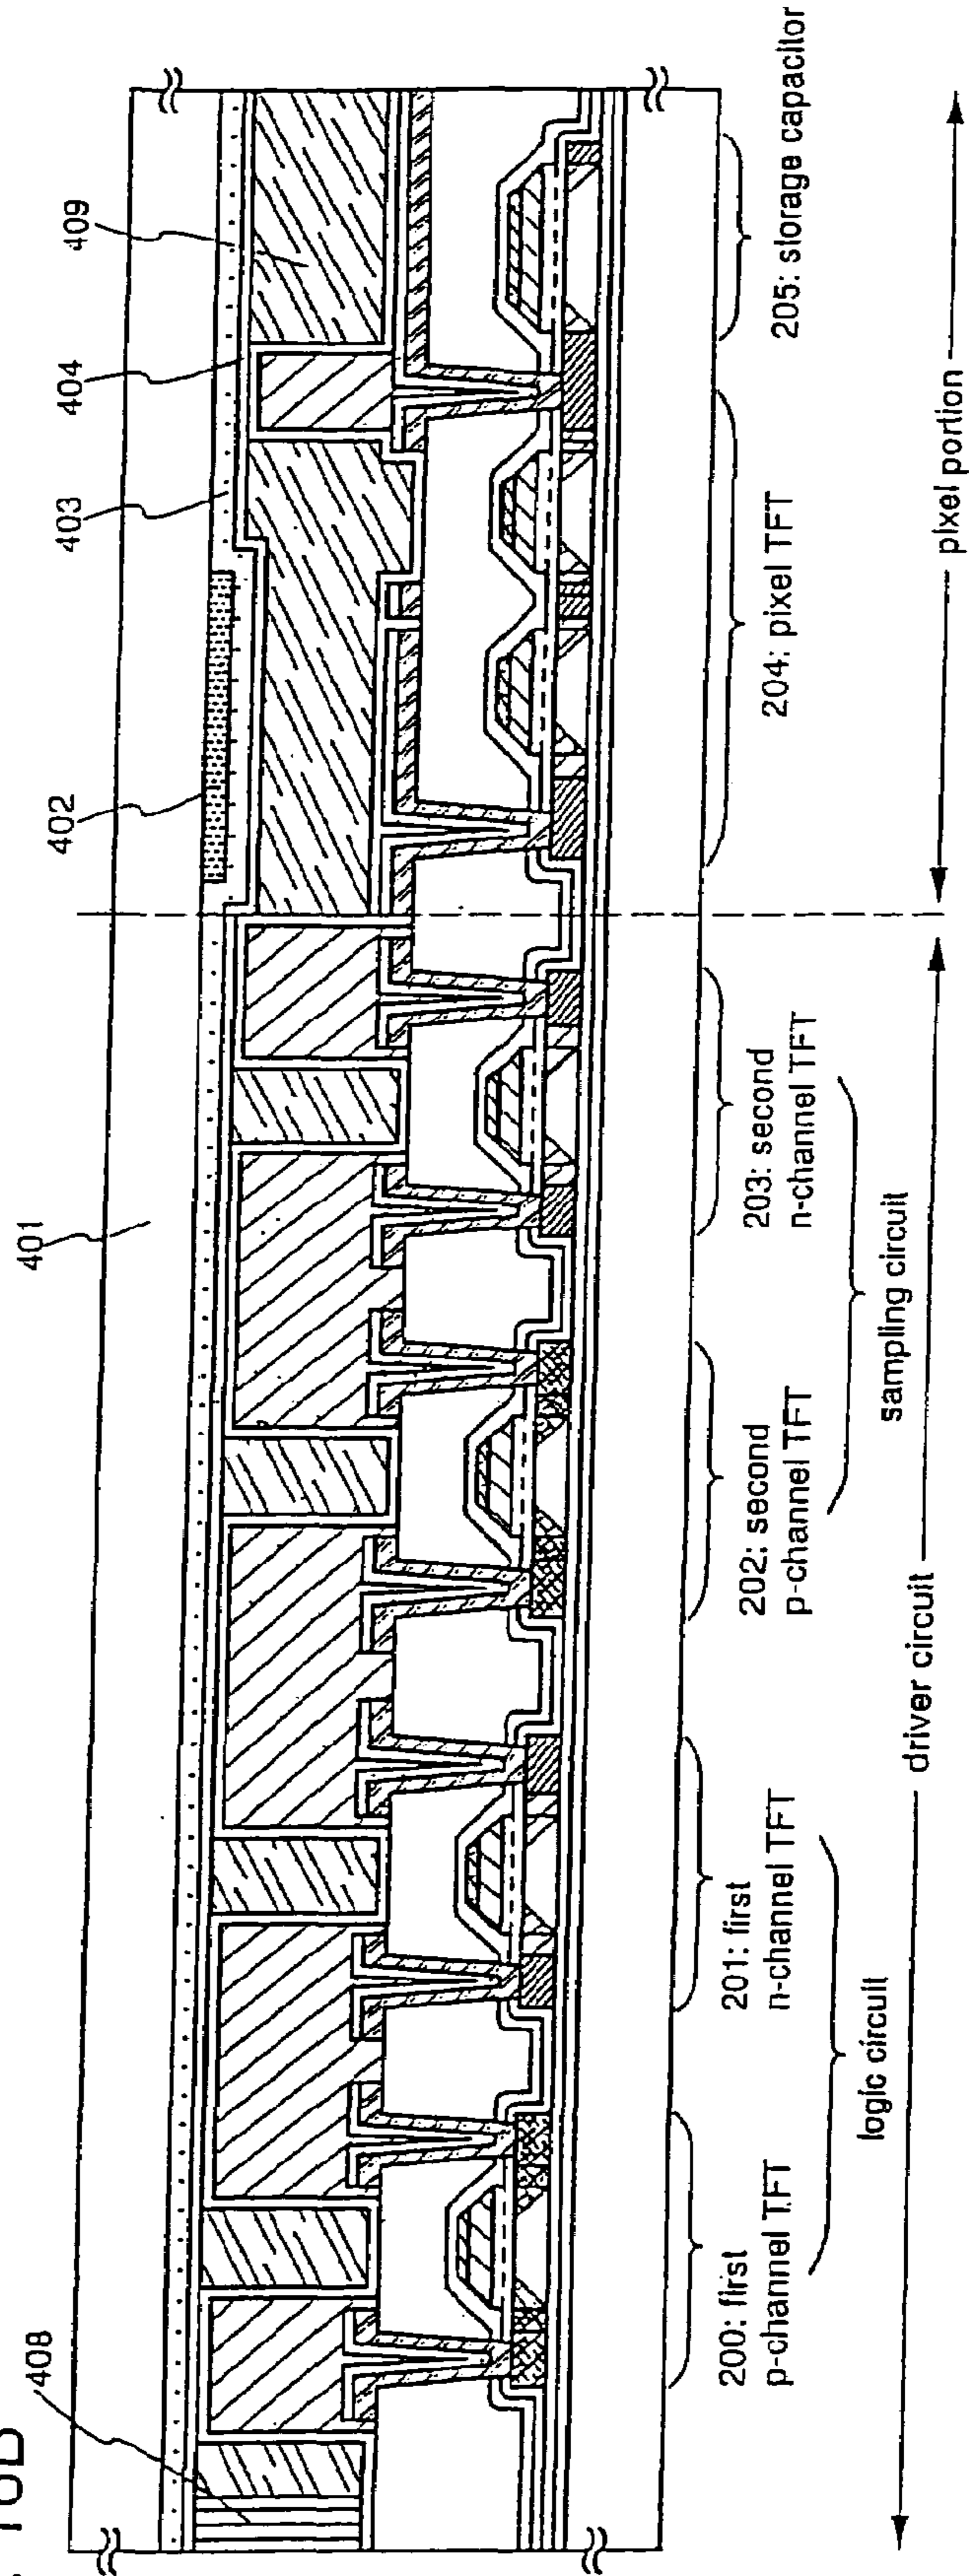 408
401
402
403
404
409
200: first
p-channel TFT
201: first
n-channel TFT
202: second
p-channel TFT
203: second
n-channel TFT
204: pixel TFT
205: storage capacitor
logic circuit
sampling circuit
driver circuit
pixel portion